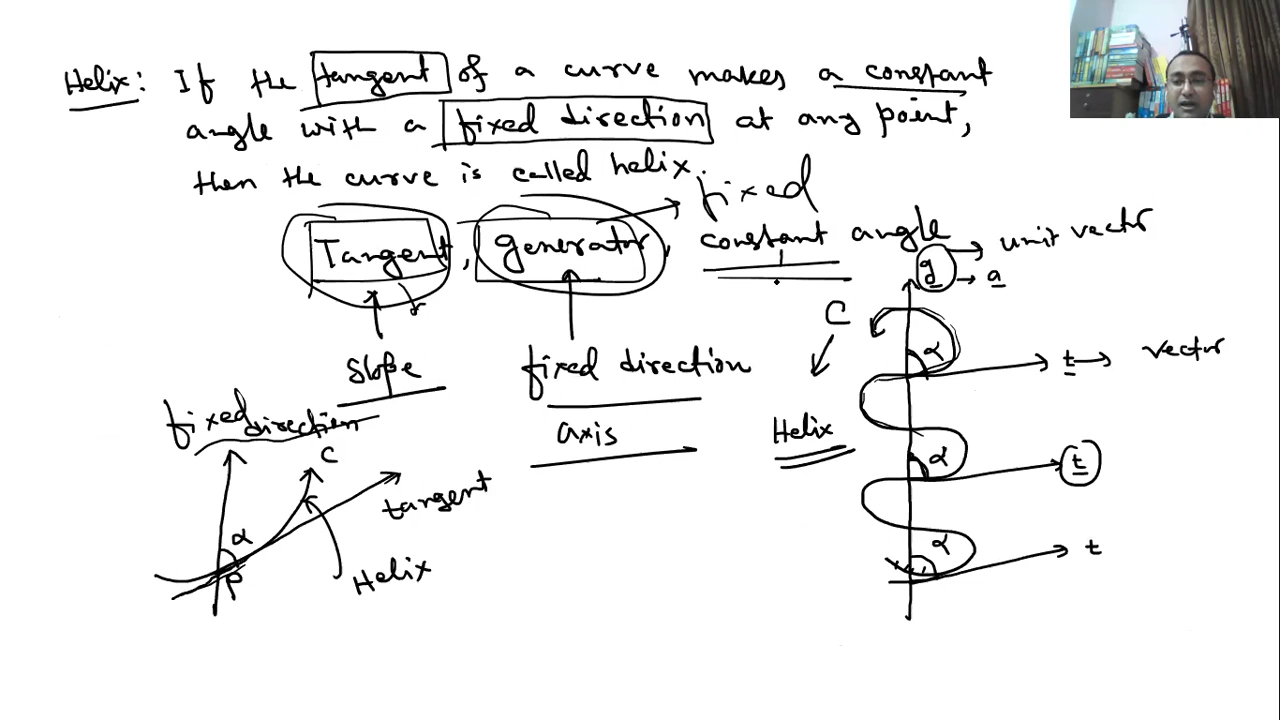 Helix: If the tangent of a curve makes a constant
angle with a fixed direction at any point,
then the curve is called helix.
fixed
Tangent, generator, constant angle
g → unit vector
→ a
C
slope
fixed direction
axis
Helix
α
t → vector
α
t
α
t
fixed direction
C
tangent
α
P
Helix